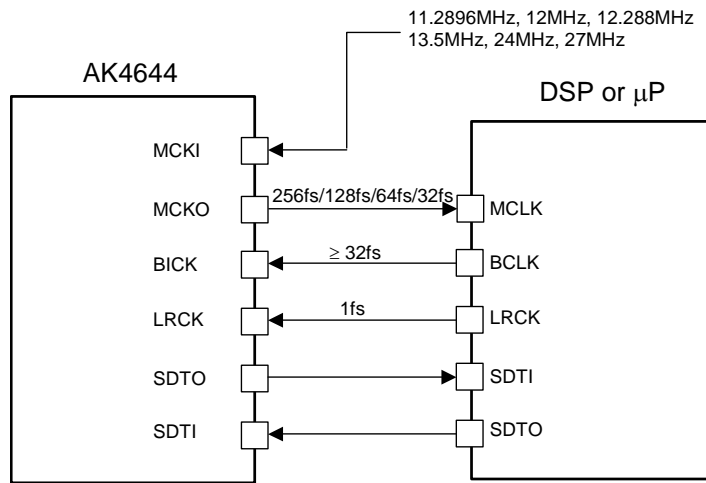 11.2896MHz, 12MHz, 12.288MHz
13.5MHz, 24MHz, 27MHz
AK4644
DSP or μP
MCKI
MCKO
256fs/128fs/64fs/32fs
MCLK
BICK
≥ 32fs
BCLK
LRCK
1fs
LRCK
SDTO
SDTI
SDTI
SDTO